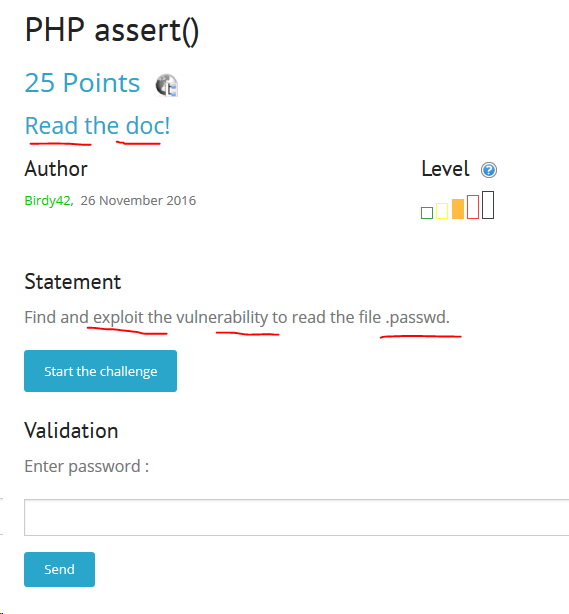 PHP assert()
25 Points
Read the doc!
Author
Level
Birdy42, 26 November 2016
Statement
Find and exploit the vulnerability to read the file .passwd.
Start the challenge
Validation
Enter password :
Send